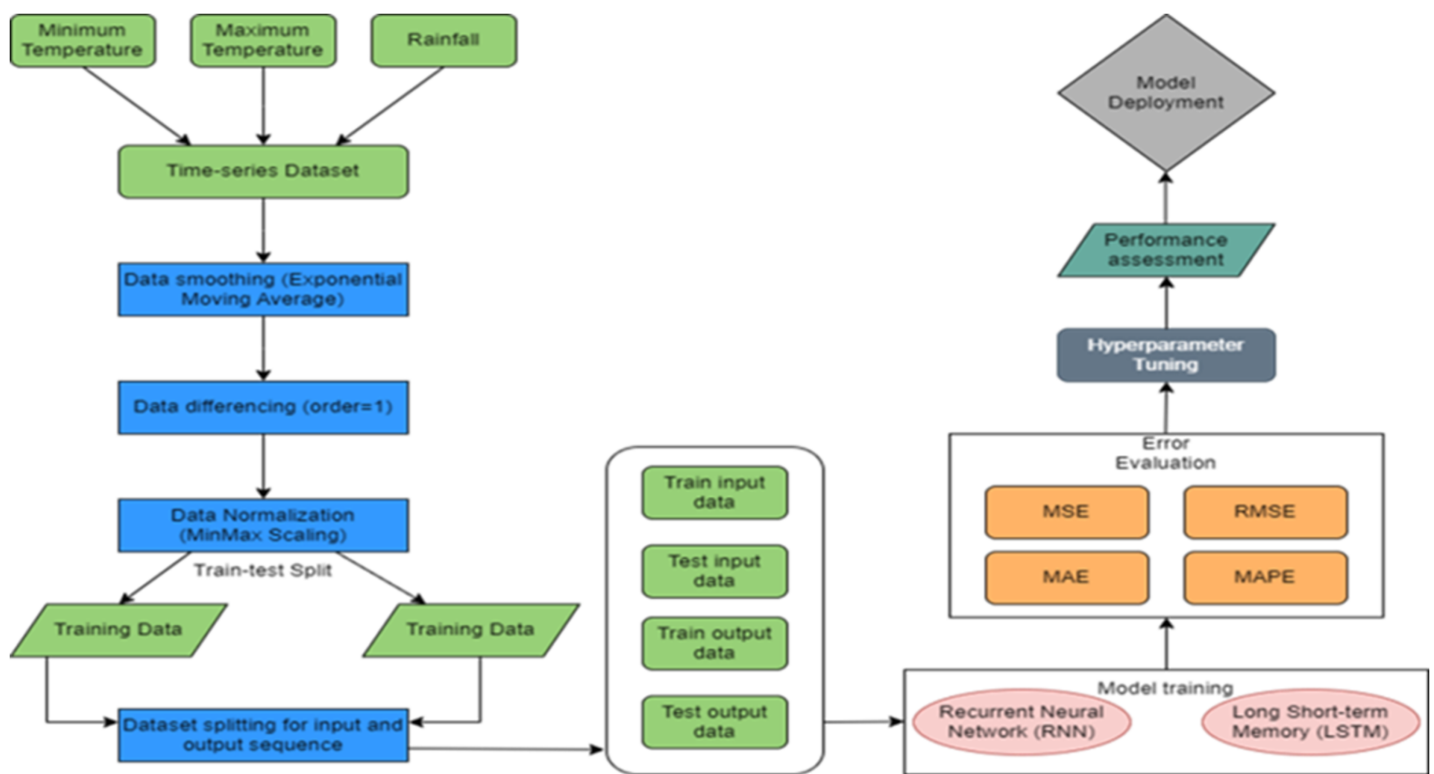 Minimum
Temperature
Maximum
Temperature
Rainfall
Time-series Dataset
Data smoothing (Exponential
Moving Average)
Data differencing (order=1)
Data Normalization
(MinMax Scaling)
Train-test Split
Training Data
Training Data
Dataset splitting for input and
output sequence
Train input
data
Test input
data
Train output
data
Test output
data
Model training
Recurrent Neural
Network (RNN)
Long Short-term
Memory (LSTM)
Error
Evaluation
MSE
RMSE
MAE
MAPE
Hyperparameter
Tuning
Performance
assessment
Model
Deployment